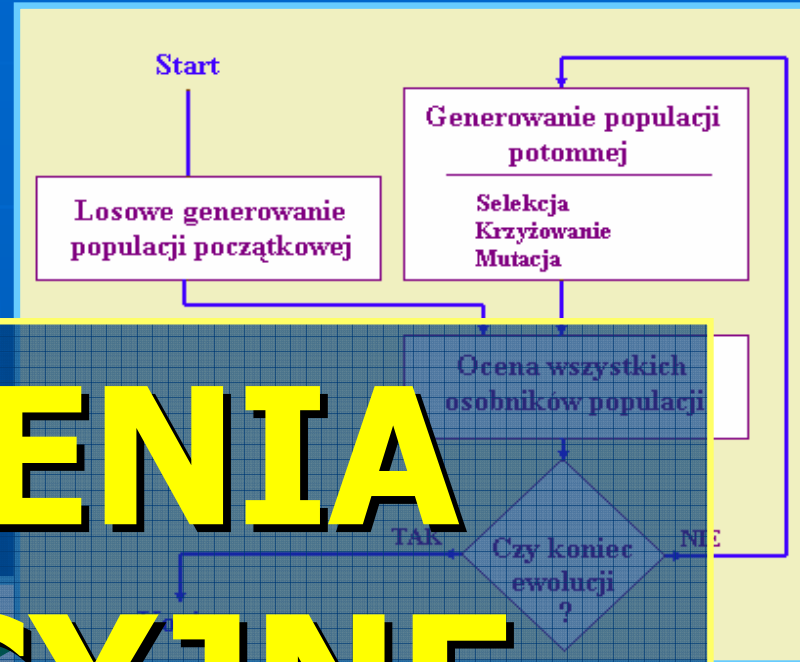 Start
Losowe generowanie
populacji początkowej
Generowanie populacji
potomnej
Selekcja
Krzyżowanie
Mutacja
Ocena wszystkich
osobników populacji
Czy koniec
ewolucji
?
TAK
NIE
ENIA
CYJNE